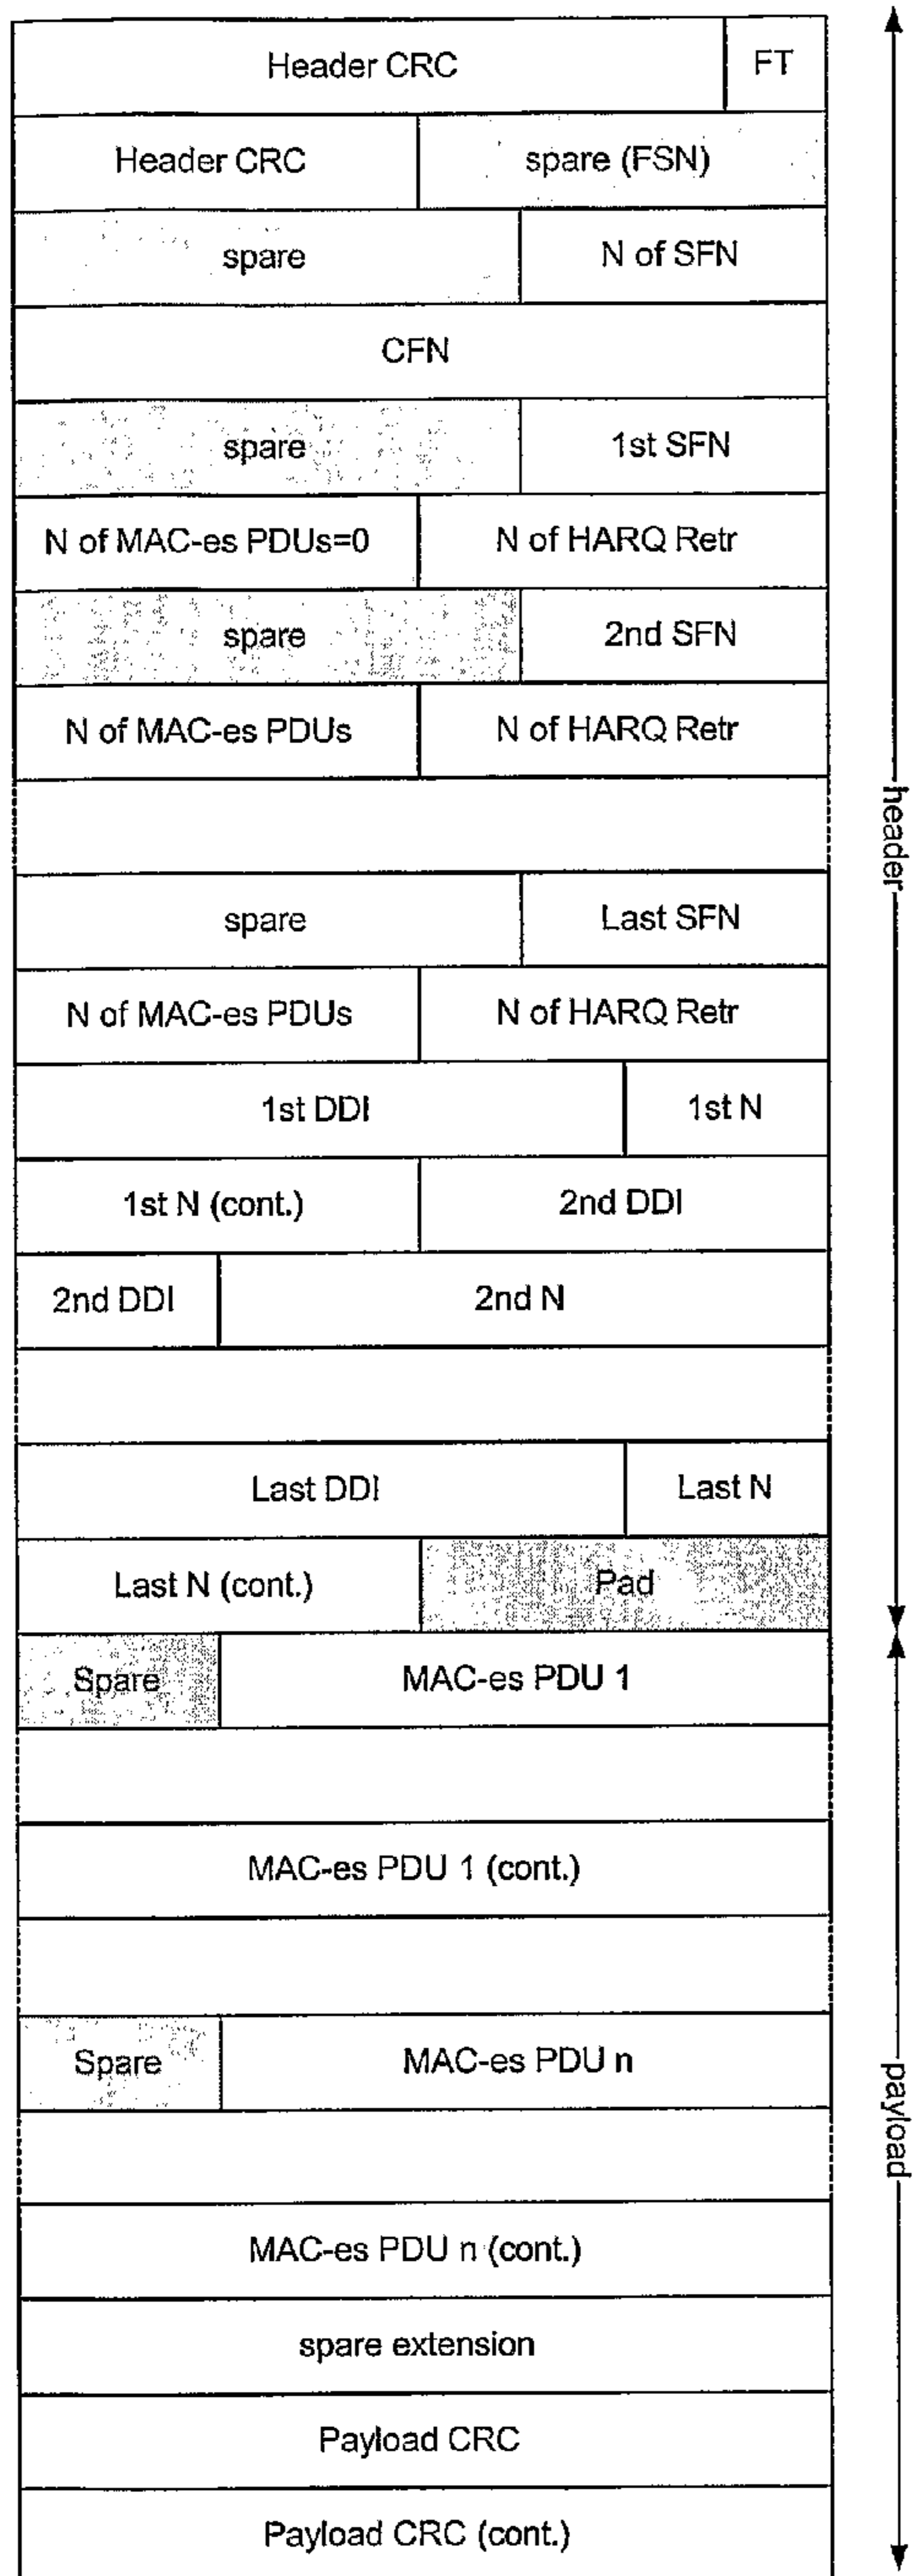 Header CRC FT
Header CRC spare (FSN)
spare N of SFN
CFN
spare 1st SFN
N of MAC-es PDUs=0 N of HARQ Retr
spare 2nd SFN
N of MAC-es PDUs N of HARQ Retr
header
spare Last SFN
N of MAC-es PDUs N of HARQ Retr
1st DDI 1st N
1st N (cont.) 2nd DDI
2nd DDI 2nd N
Last DDI Last N
Last N (cont.) Pad
Spare MAC-es PDU 1
MAC-es PDU 1 (cont.)
Spare MAC-es PDU n
payload
MAC-es PDU n (cont.)
spare extension
Payload CRC
Payload CRC (cont.)